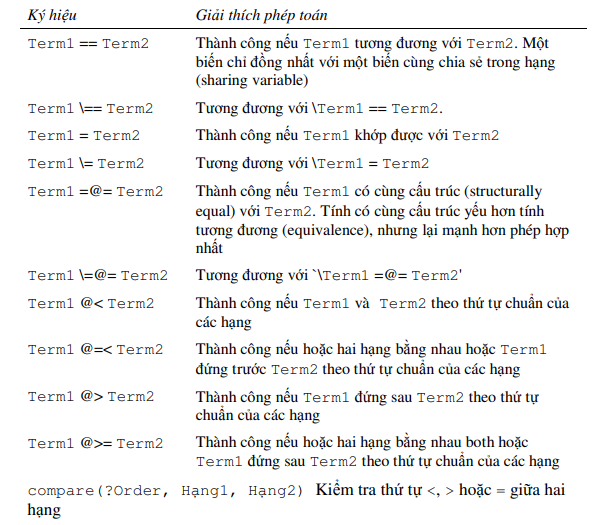 Ký hiệu Giải thích phép toán
Term1 == Term2 Thành công nếu Term1 tương đương với Term2. Một
biến chỉ đồng nhất với một biến cùng chia sẻ trong hạng
(sharing variable)
Term1 \== Term2 Tương đương với \Term1 == Term2.
Term1 = Term2 Thành công nếu Term1 khớp được với Term2
Term1 \= Term2 Tương đương với \Term1 = Term2
Term1 =@= Term2 Thành công nếu Term1 có cùng cấu trúc (structurally
equal) với Term2. Tính có cùng cấu trúc yếu hơn tính
tương đương (equivalence), nhưng lại mạnh hơn phép hợp
nhất
Term1 \=@= Term2 Tương đương với `\Term1 =@= Term2'
Term1 @< Term2 Thành công nếu Term1 và Term2 theo thứ tự chuẩn của
các hạng
Term1 @=< Term2 Thành công nếu hoặc hai hạng bằng nhau hoặc Term1
đứng trước Term2 theo thứ tự chuẩn của các hạng
Term1 @> Term2 Thành công nếu Term1 đứng sau Term2 theo thứ tự
chuẩn của các hạng
Term1 @>= Term2 Thành công nếu hoặc hai hạng bằng nhau both hoặc
Term1 đứng sau Term2 theo thứ tự chuẩn của các hạng
compare(?Order, Hạng1, Hạng2) Kiểm tra thứ tự <, > hoặc = giữa hai
hạng